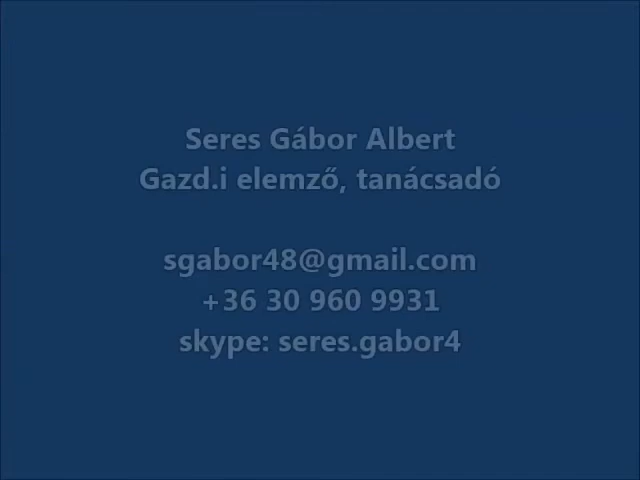 Seres Gábor Albert
Gazd.i elemző, tanácsadó
sgabor48@gmail.com
+36 30 960 9931
skype: seres.gabor4